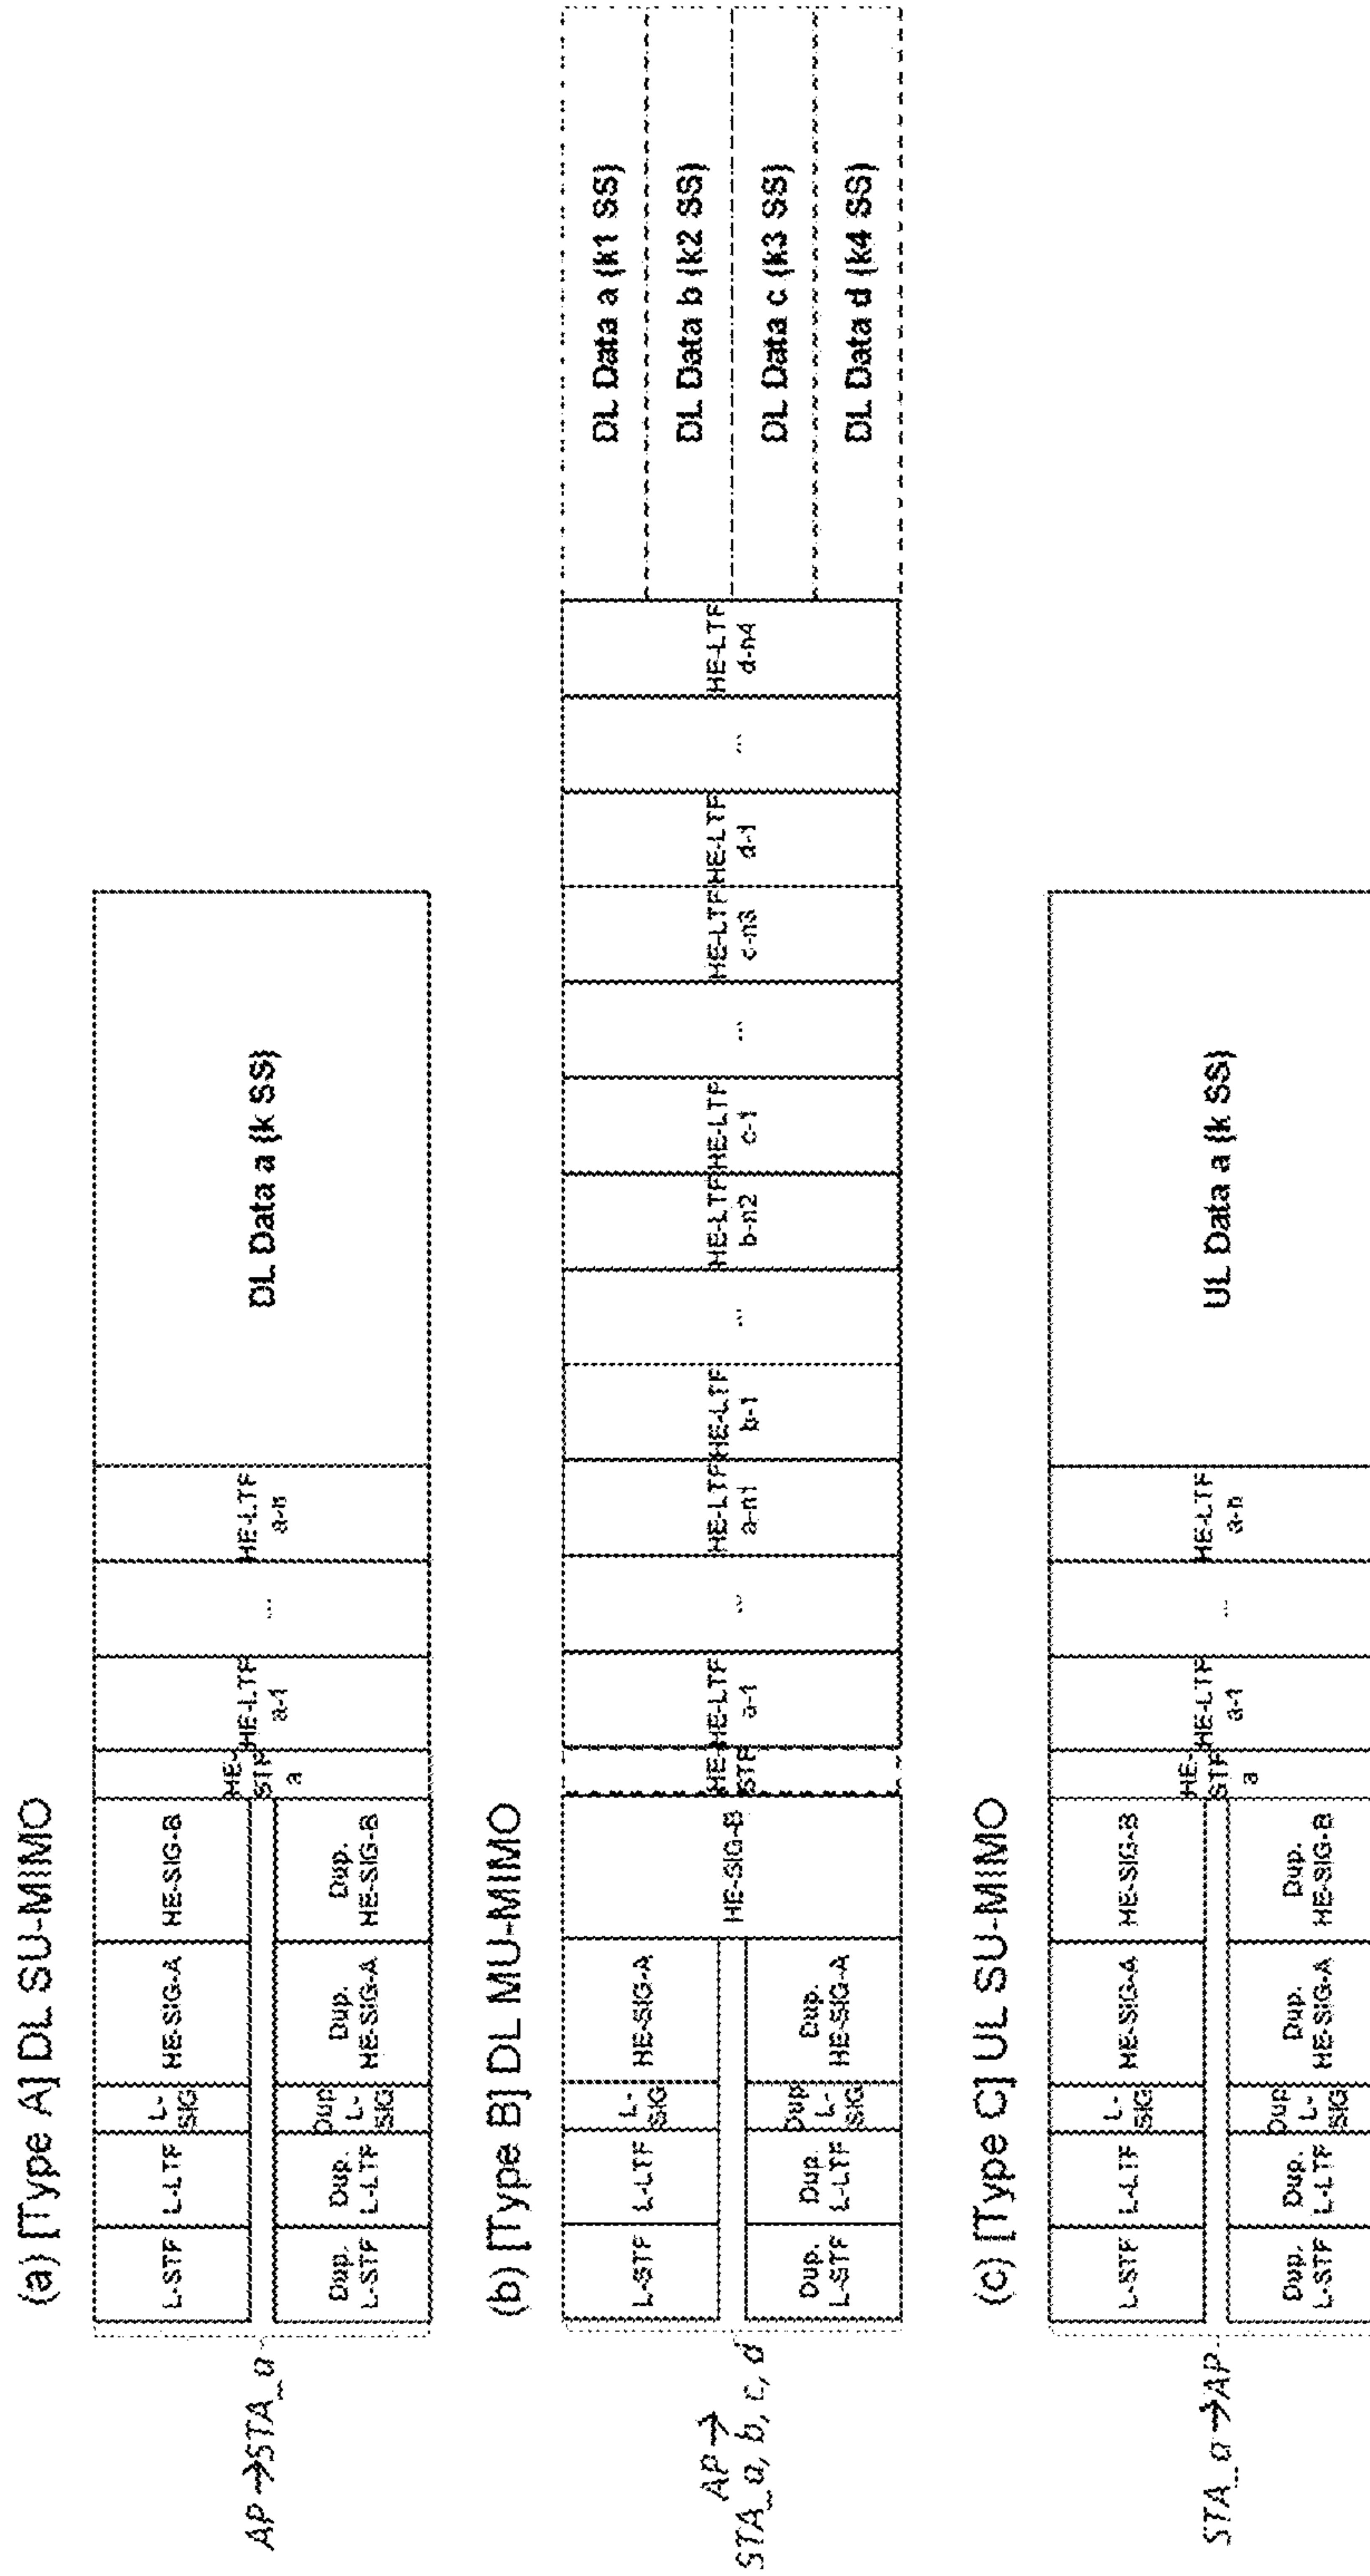 (a) [Type A] DL SU-MIMO
AP→STA_a
L-STF
L-LTF
L-
SIG
HE-SIG-A
HE-SIG-B
Dup.
L-STF
Dup.
L-LTF
Dup
L-
SIG
Dup.
HE-SIG-A
Dup.
HE-SIG-B
HE-
STF
a
HE-LTF
a-1
...
HE-LTF
a-n
DL Data a (k SS)
(b) [Type B] DL MU-MIMO
AP→
STA_a, b, c, d
L-STF
L-LTF
L-
SIG
HE-SIG-A
Dup.
L-STF
Dup.
L-LTF
Dup
L-
SIG
Dup.
HE-SIG-A
HE-SIG-B
HE-
STF
HE-LTF
a-1
...
HE-LTF
a-n1
HE-LTF
b-1
...
HE-LTF
b-n2
HE-LTF
c-1
...
HE-LTF
c-n3
HE-LTF
d-1
...
HE-LTF
d-n4
DL Data a (k1 SS)
DL Data b (k2 SS)
DL Data c (k3 SS)
DL Data d (k4 SS)
(c) [Type C] UL SU-MIMO
STA_a→AP
L-STF
L-LTF
L-
SIG
HE-SIG-A
HE-SIG-B
Dup.
L-STF
Dup.
L-LTF
Dup
L-
SIG
Dup.
HE-SIG-A
Dup.
HE-SIG-B
HE-
STF
a
HE-LTF
a-1
...
HE-LTF
a-n
UL Data a (k SS)